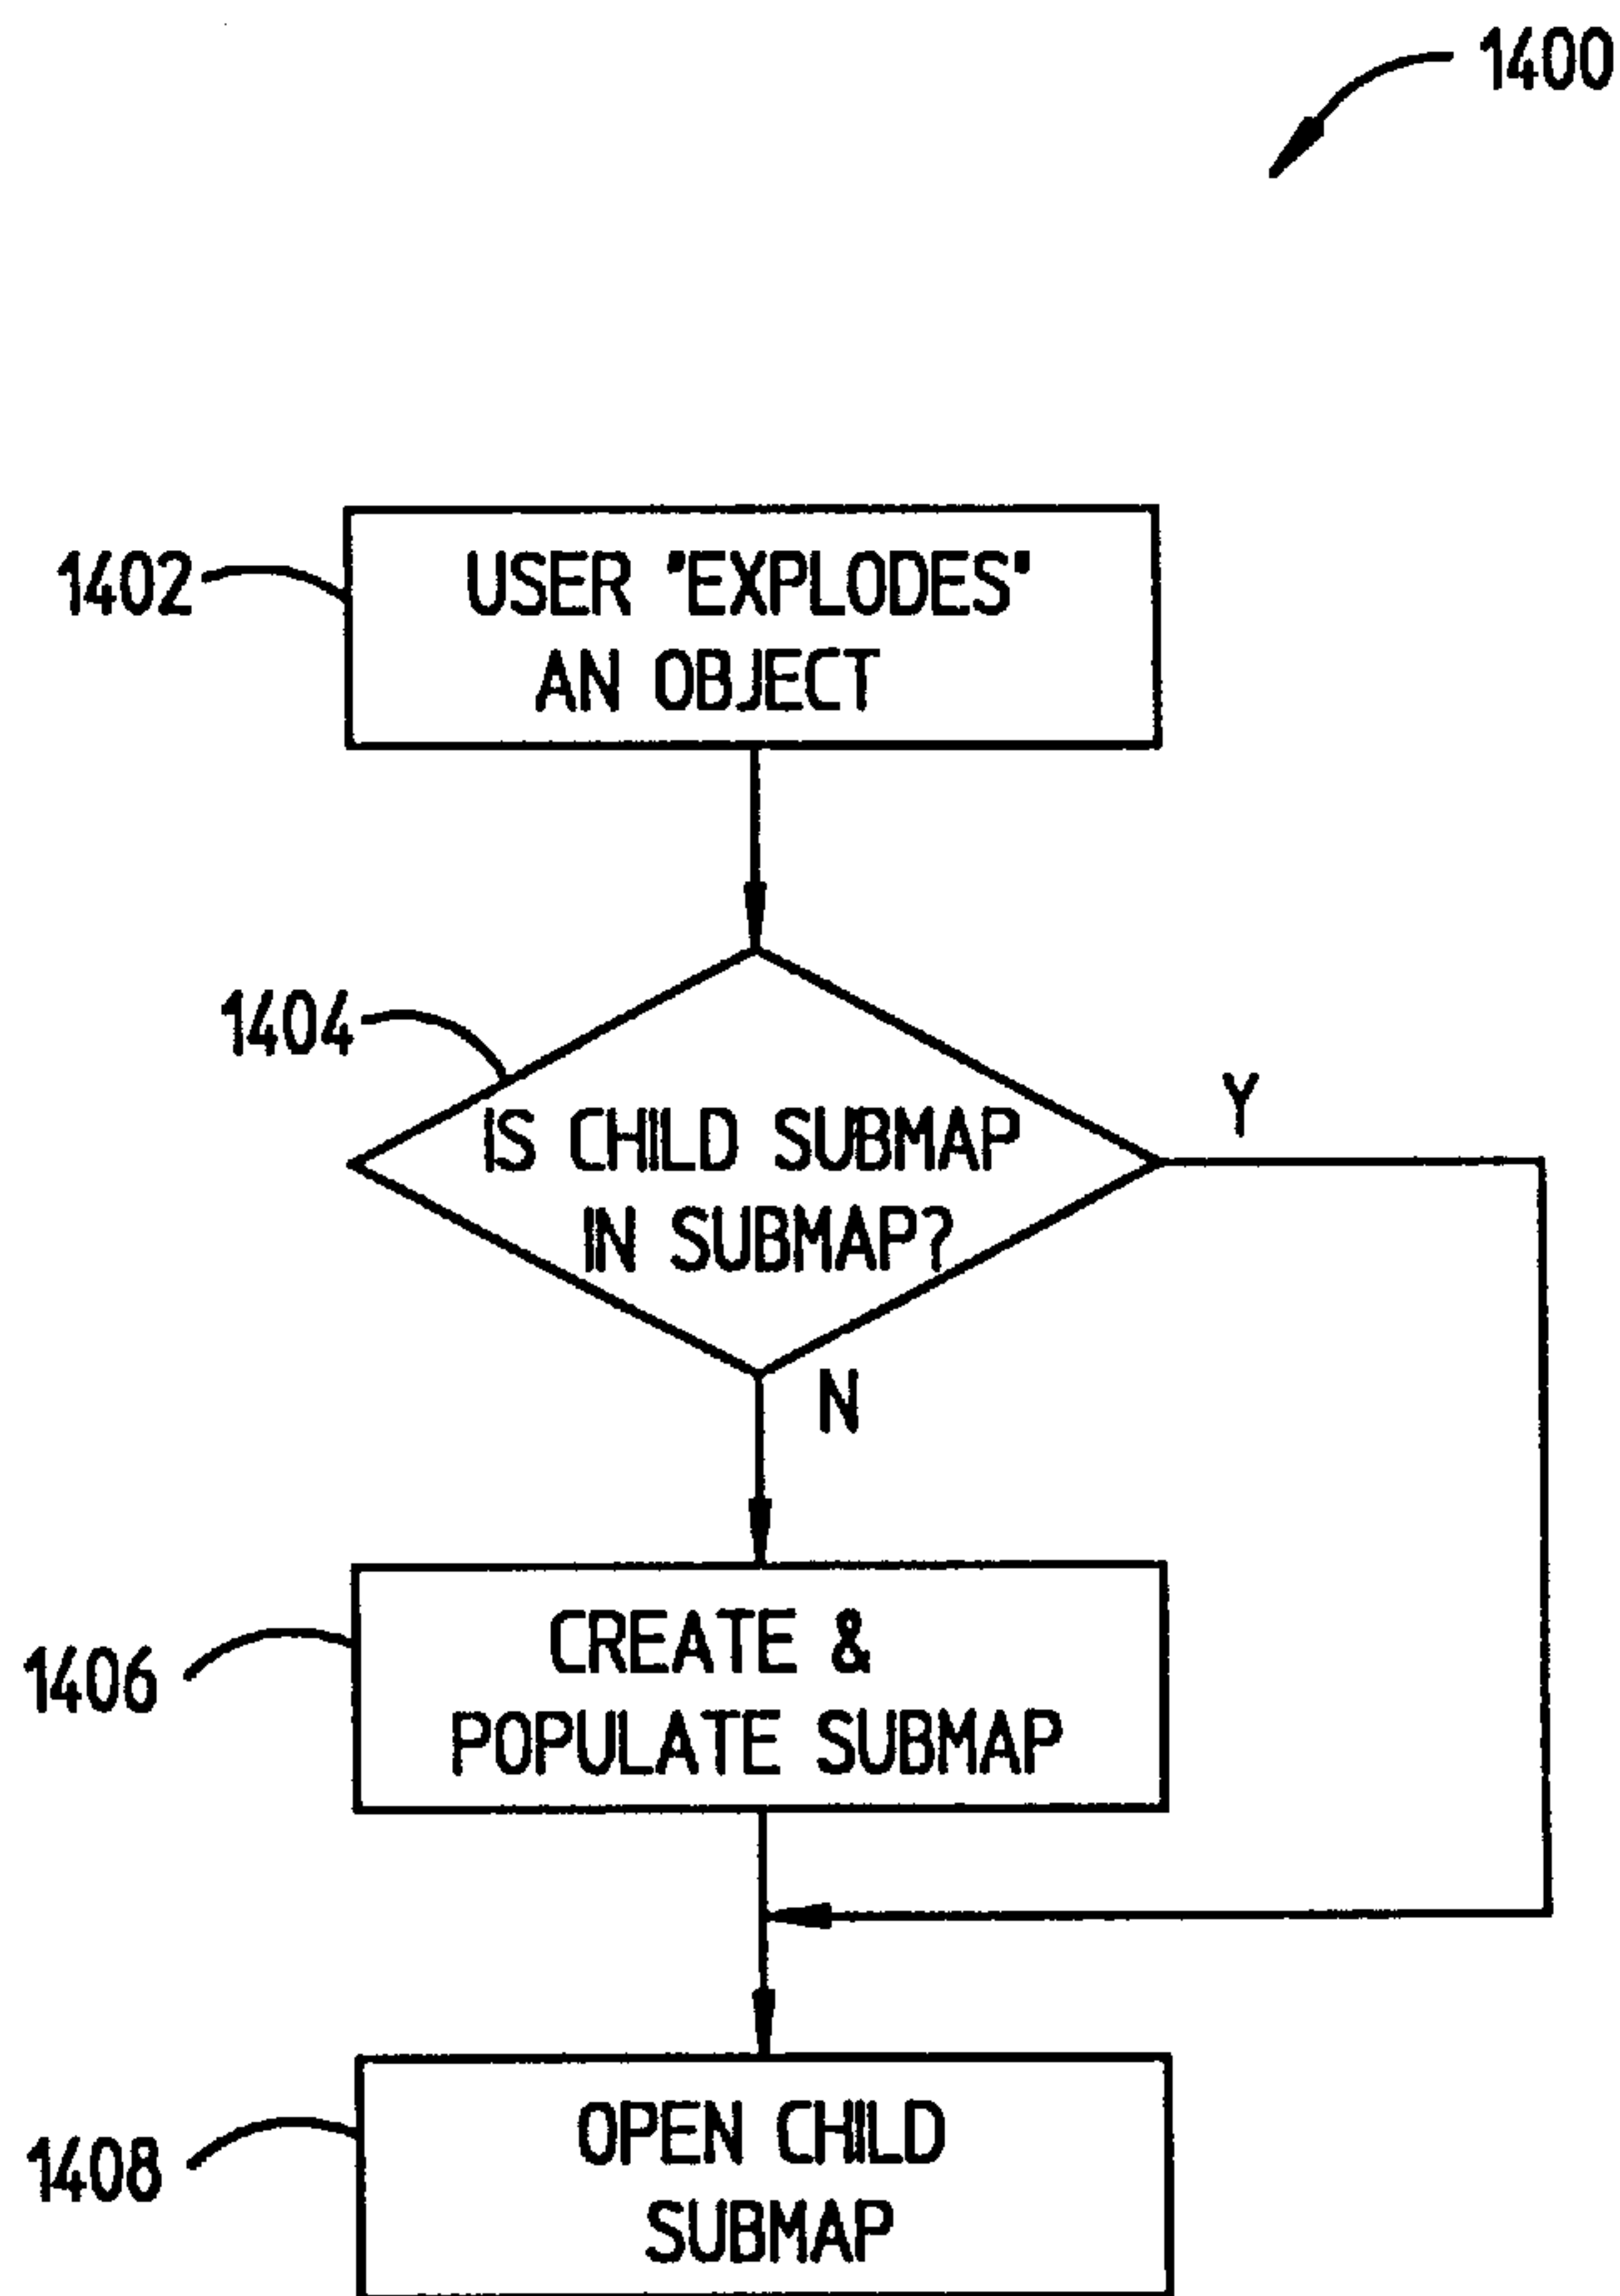 1400
1402
USER 'EXPLODES'
AN OBJECT
1404
IS CHILD SUBMAP
IN SUBMAP?
Y
N
1406
CREATE &
POPULATE SUBMAP
1408
OPEN CHILD
SUBMAP